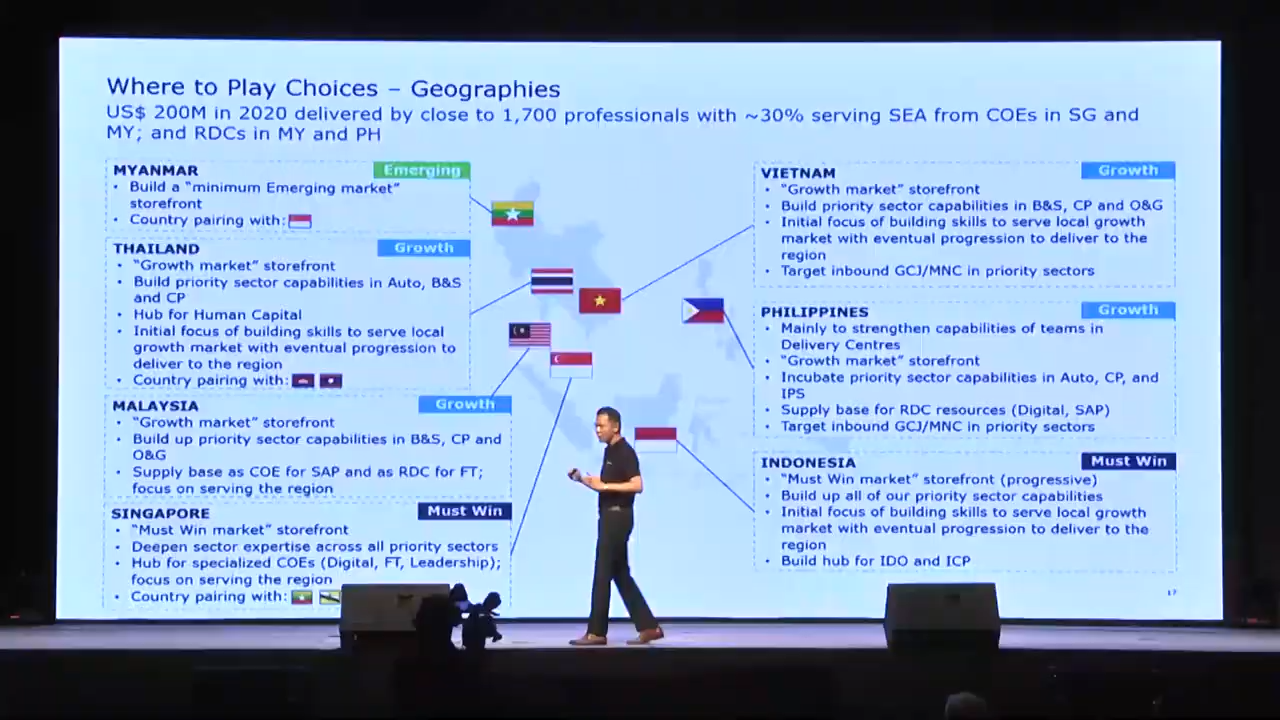 Where to Play Choices – Geographies
US$ 200M in 2020 delivered by close to 1,700 professionals with ~30% serving SEA from COEs in SG and
MY; and RDCs in MY and PH
MYANMAR
Emerging
• Build a “minimum Emerging market”
storefront
• Country pairing with:
THAILAND
Growth
• “Growth market” storefront
• Build priority sector capabilities in Auto, B&S
and CP
• Hub for Human Capital
• Initial focus of building skills to serve local
growth market with eventual progression to
deliver to the region
• Country pairing with:
MALAYSIA
Growth
• “Growth market” storefront
• Build up priority sector capabilities in B&S, CP and
O&G
• Supply base as COE for SAP and as RDC for FT;
focus on serving the region
SINGAPORE
Must Win
• “Must Win market” storefront
• Deepen sector expertise across all priority sectors
• Hub for specialized COEs (Digital, FT, Leadership);
focus on serving the region
• Country pairing with:
VIETNAM
Growth
• “Growth market” storefront
• Build priority sector capabilities in B&S, CP and O&G
• Initial focus of building skills to serve local growth
market with eventual progression to deliver to the
region
• Target inbound GCJ/MNC in priority sectors
PHILIPPINES
Growth
• Mainly to strengthen capabilities of teams in
Delivery Centres
• “Growth market” storefront
• Incubate priority sector capabilities in Auto, CP, and
IPS
• Supply base for RDC resources (Digital, SAP)
• Target inbound GCJ/MNC in priority sectors
INDONESIA
Must Win
• “Must Win market” storefront (progressive)
• Build up all of our priority sector capabilities
• Initial focus of building skills to serve local growth
market with eventual progression to deliver to the
region
• Build hub for IDO and ICP
17